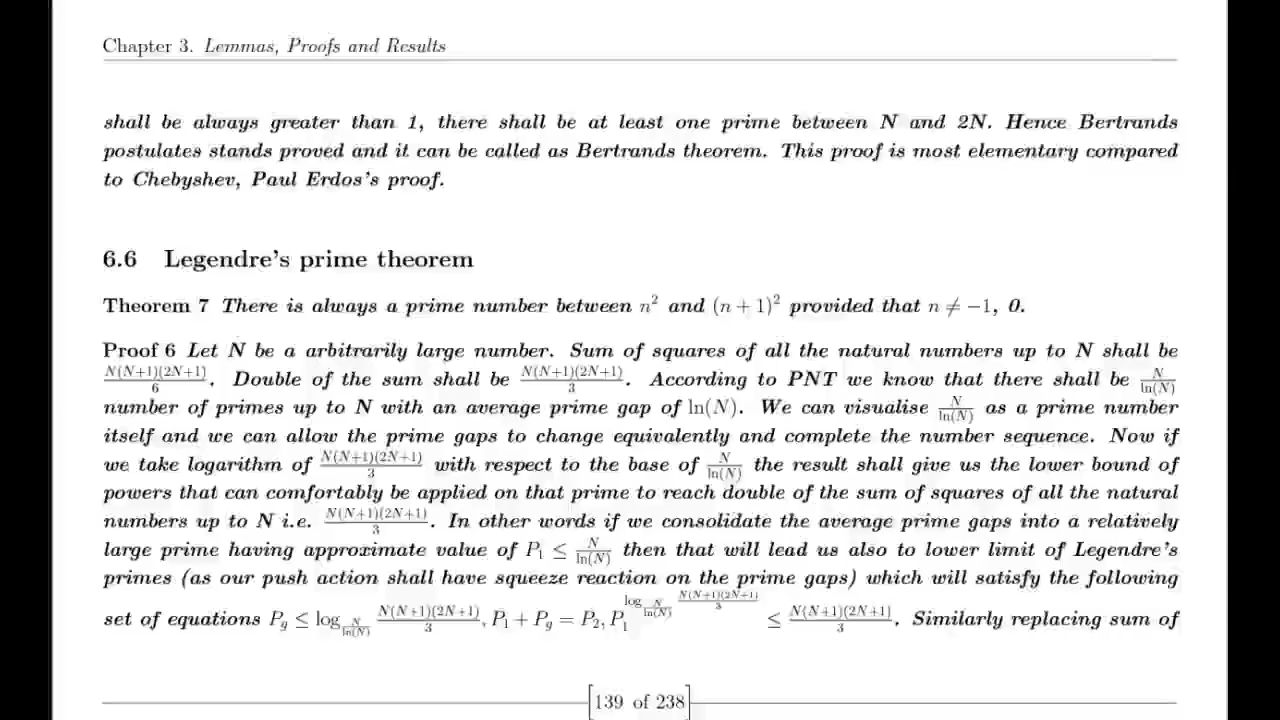 Chapter 3. Lemmas, Proofs and Results
shall be always greater than 1, there shall be at least one prime between N and 2N. Hence Bertrands
postulates stands proved and it can be called as Bertrands theorem. This proof is most elementary compared
to Chebyshev, Paul Erdos's proof.
6.6 Legendre's prime theorem
Theorem 7 There is always a prime number between n² and (n + 1)² provided that n ≠ −1, 0.
Proof 6 Let N be a arbitrarily large number. Sum of squares of all the natural numbers up to N shall be
N(N+1)(2N+1)/6. Double of the sum shall be N(N+1)(2N+1)/3. According to PNT we know that there shall be N/ln(N)
number of primes up to N with an average prime gap of ln(N). We can visualise N/ln(N) as a prime number
itself and we can allow the prime gaps to change equivalently and complete the number sequence. Now if
we take logarithm of N(N+1)(2N+1)/3 with respect to the base of N/ln(N) the result shall give us the lower bound of
powers that can comfortably be applied on that prime to reach double of the sum of squares of all the natural
numbers up to N i.e. N(N+1)(2N+1)/3. In other words if we consolidate the average prime gaps into a relatively
large prime having approximate value of P₁ ≤ N/ln(N) then that will lead us also to lower limit of Legendre's
primes (as our push action shall have squeeze reaction on the prime gaps) which will satisfy the following
set of equations P_g ≤ log_{N/ln(N)} N(N+1)(2N+1)/3, P₁ + P_g = P₂, P₁^{log_{N/ln(N)} N(N+1)(2N+1)/3} ≤ N(N+1)(2N+1)/3. Similarly replacing sum of
139 of 238